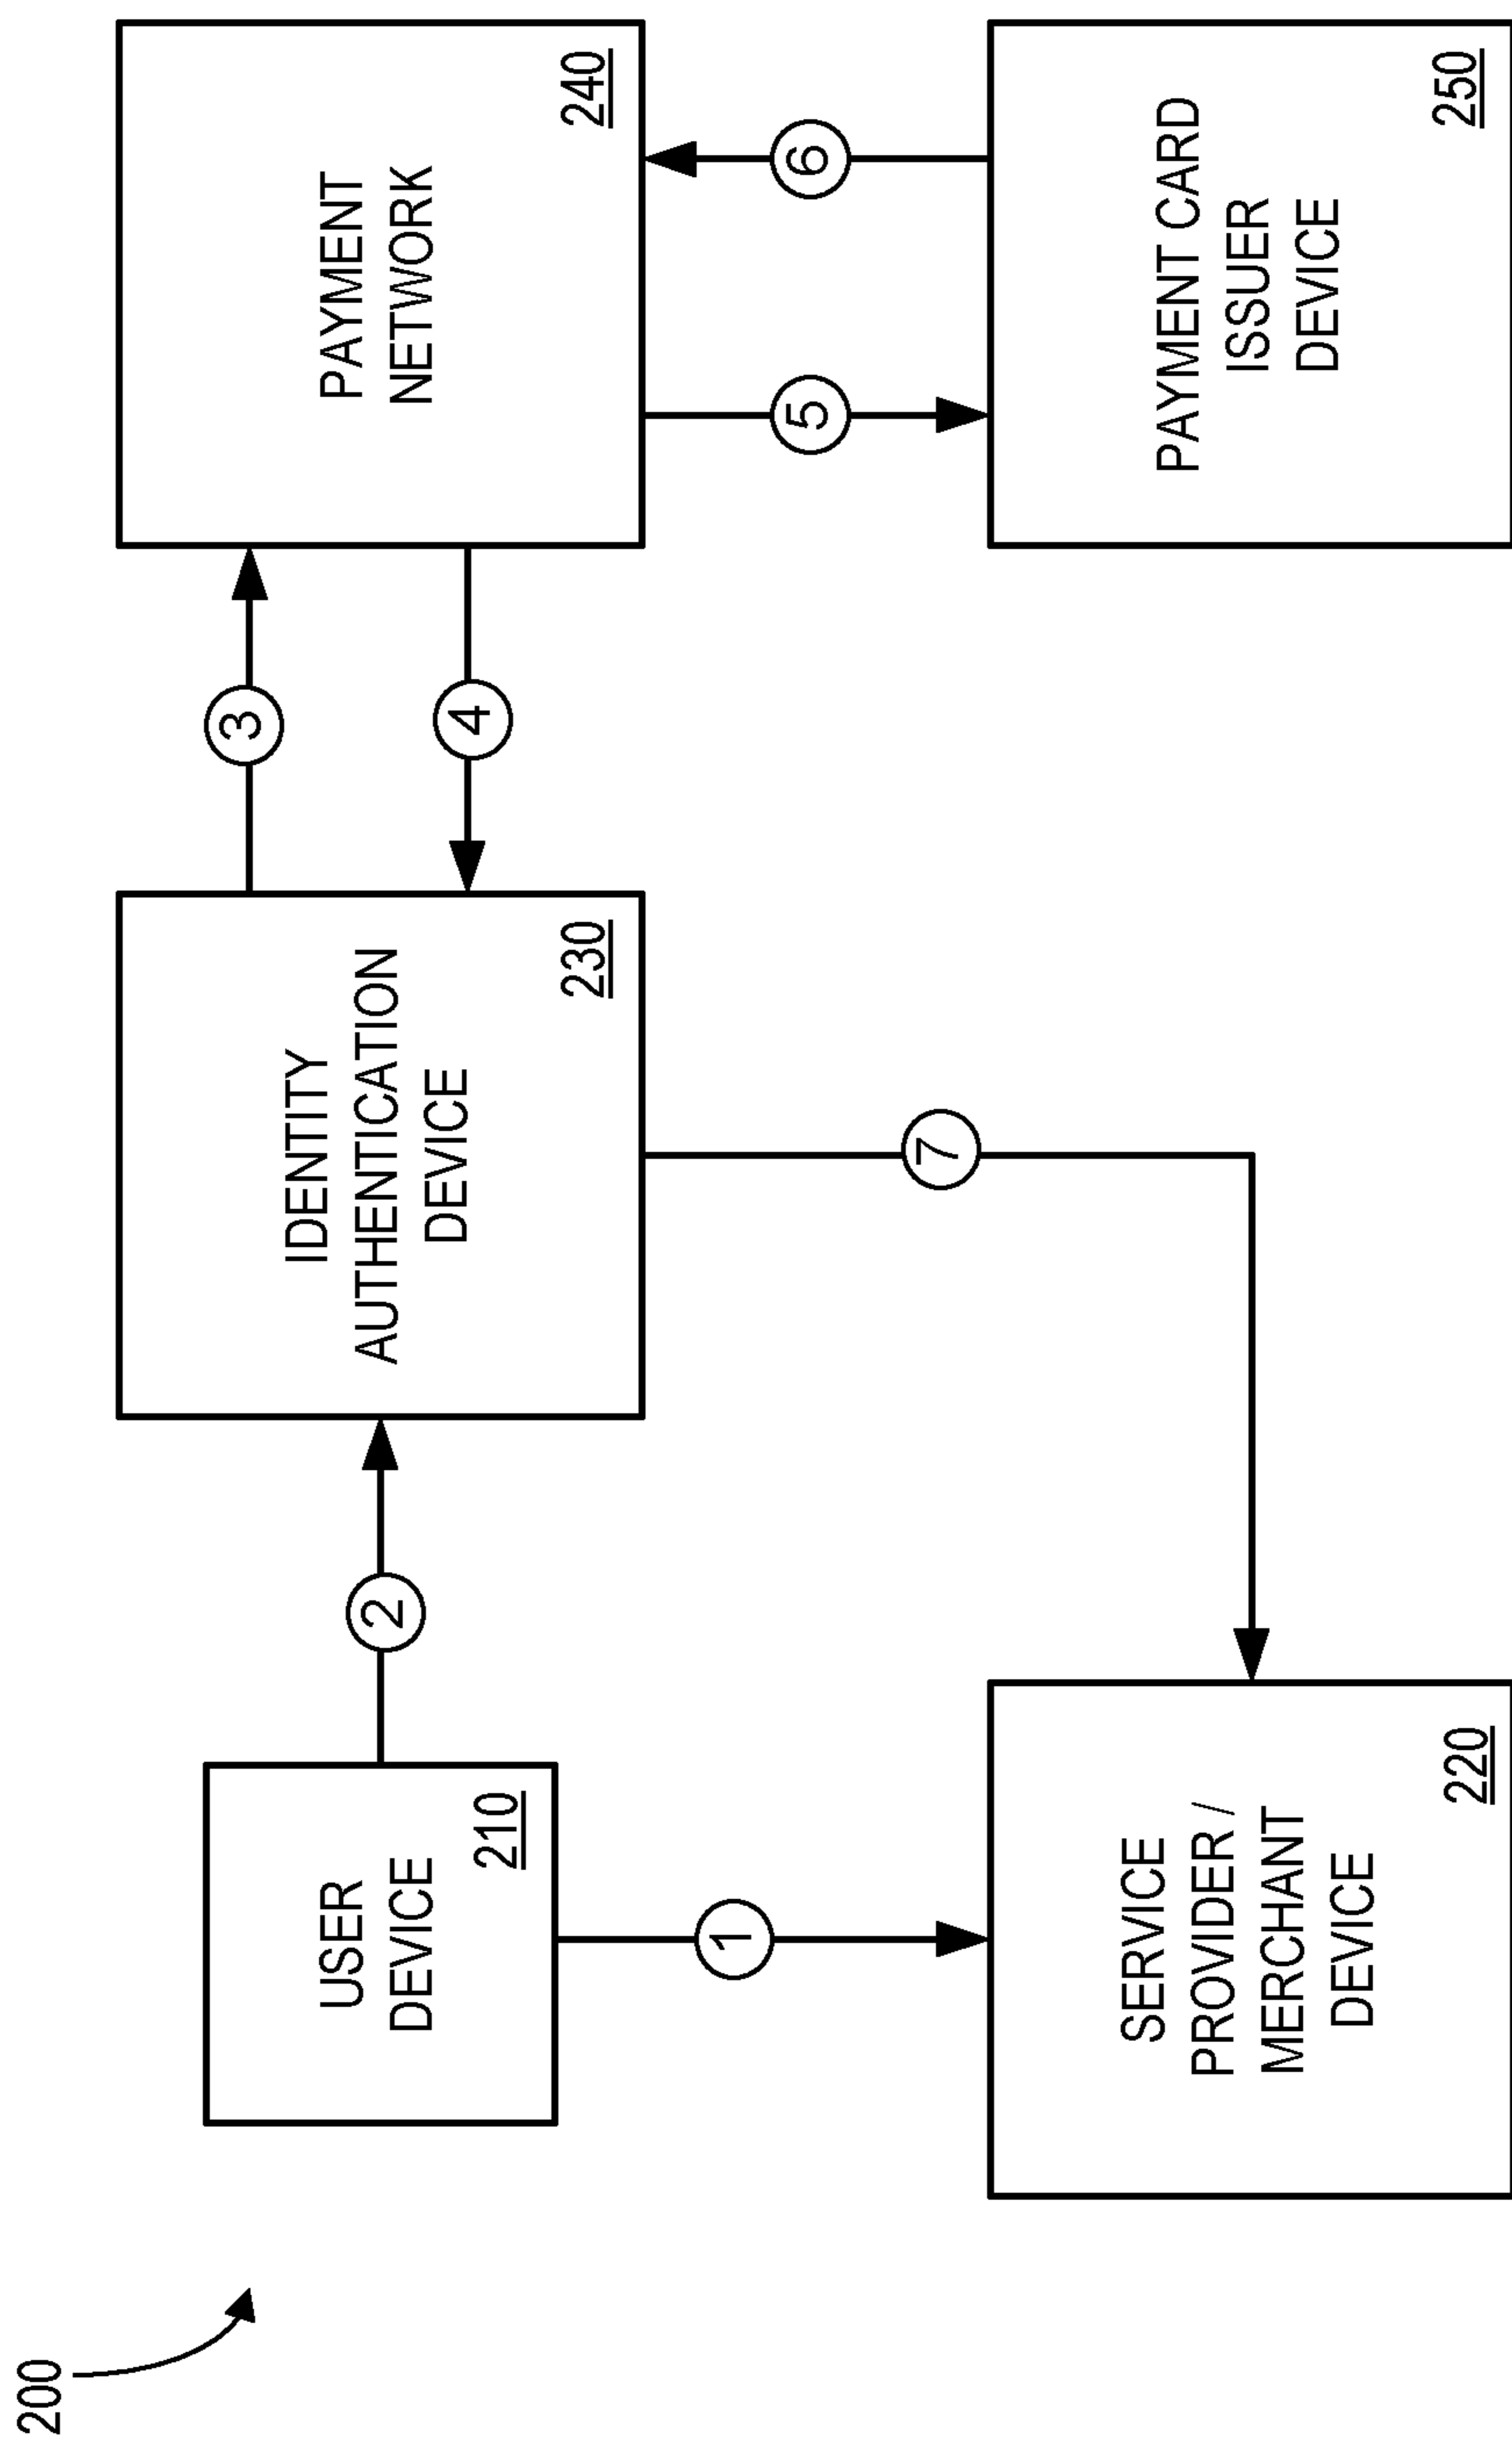 200
USER
DEVICE
210
1
2
SERVICE
PROVIDER /
MERCHANT
DEVICE
220
IDENTITY
AUTHENTICATION
DEVICE
230
7
3
4
PAYMENT
NETWORK
240
5
6
PAYMENT CARD
ISSUER
DEVICE
250